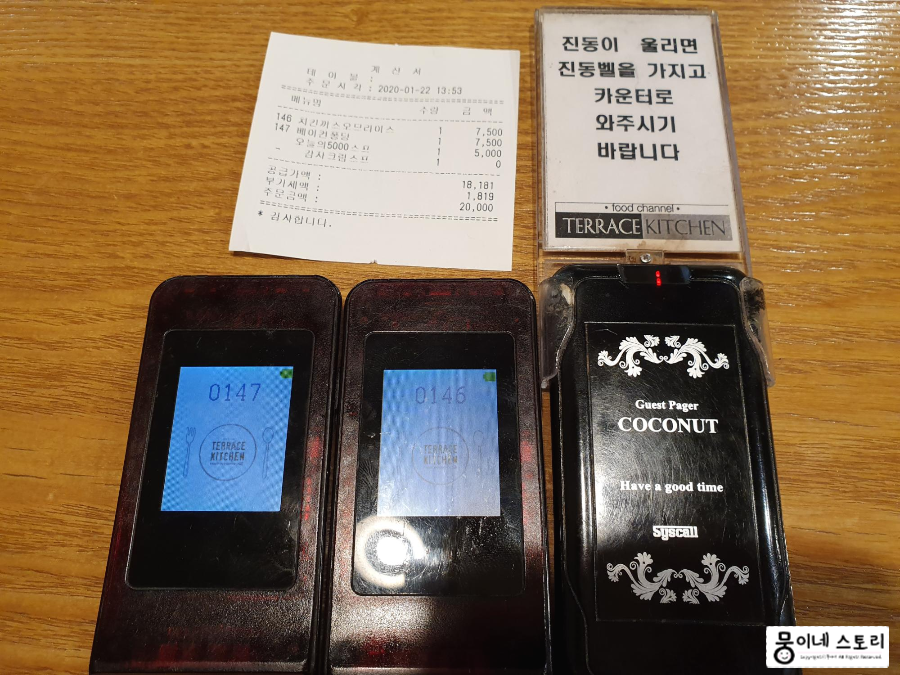 계산서
테이블 :
주문시각 : 2020-01-22 13:53
메뉴명 수량 금액
146 치킨까스오므라이스 1 7,500
147 베이컨퐁당 1 7,500
오늘의5000스프 1 5,000
- 감자크림스프 1 0
공급가액 : 18,181
부가세액 : 1,819
주문금액 : 20,000
* 감사합니다.
진동이 울리면
진동벨을 가지고
카운터로
와주시기
바랍니다
• food channel •
TERRACE KITCHEN
0147
TERRACE
KITCHEN
0146
TERRACE
KITCHEN
Guest Pager
COCONUT
Have a good time
Syscall
뭉이네 스토리